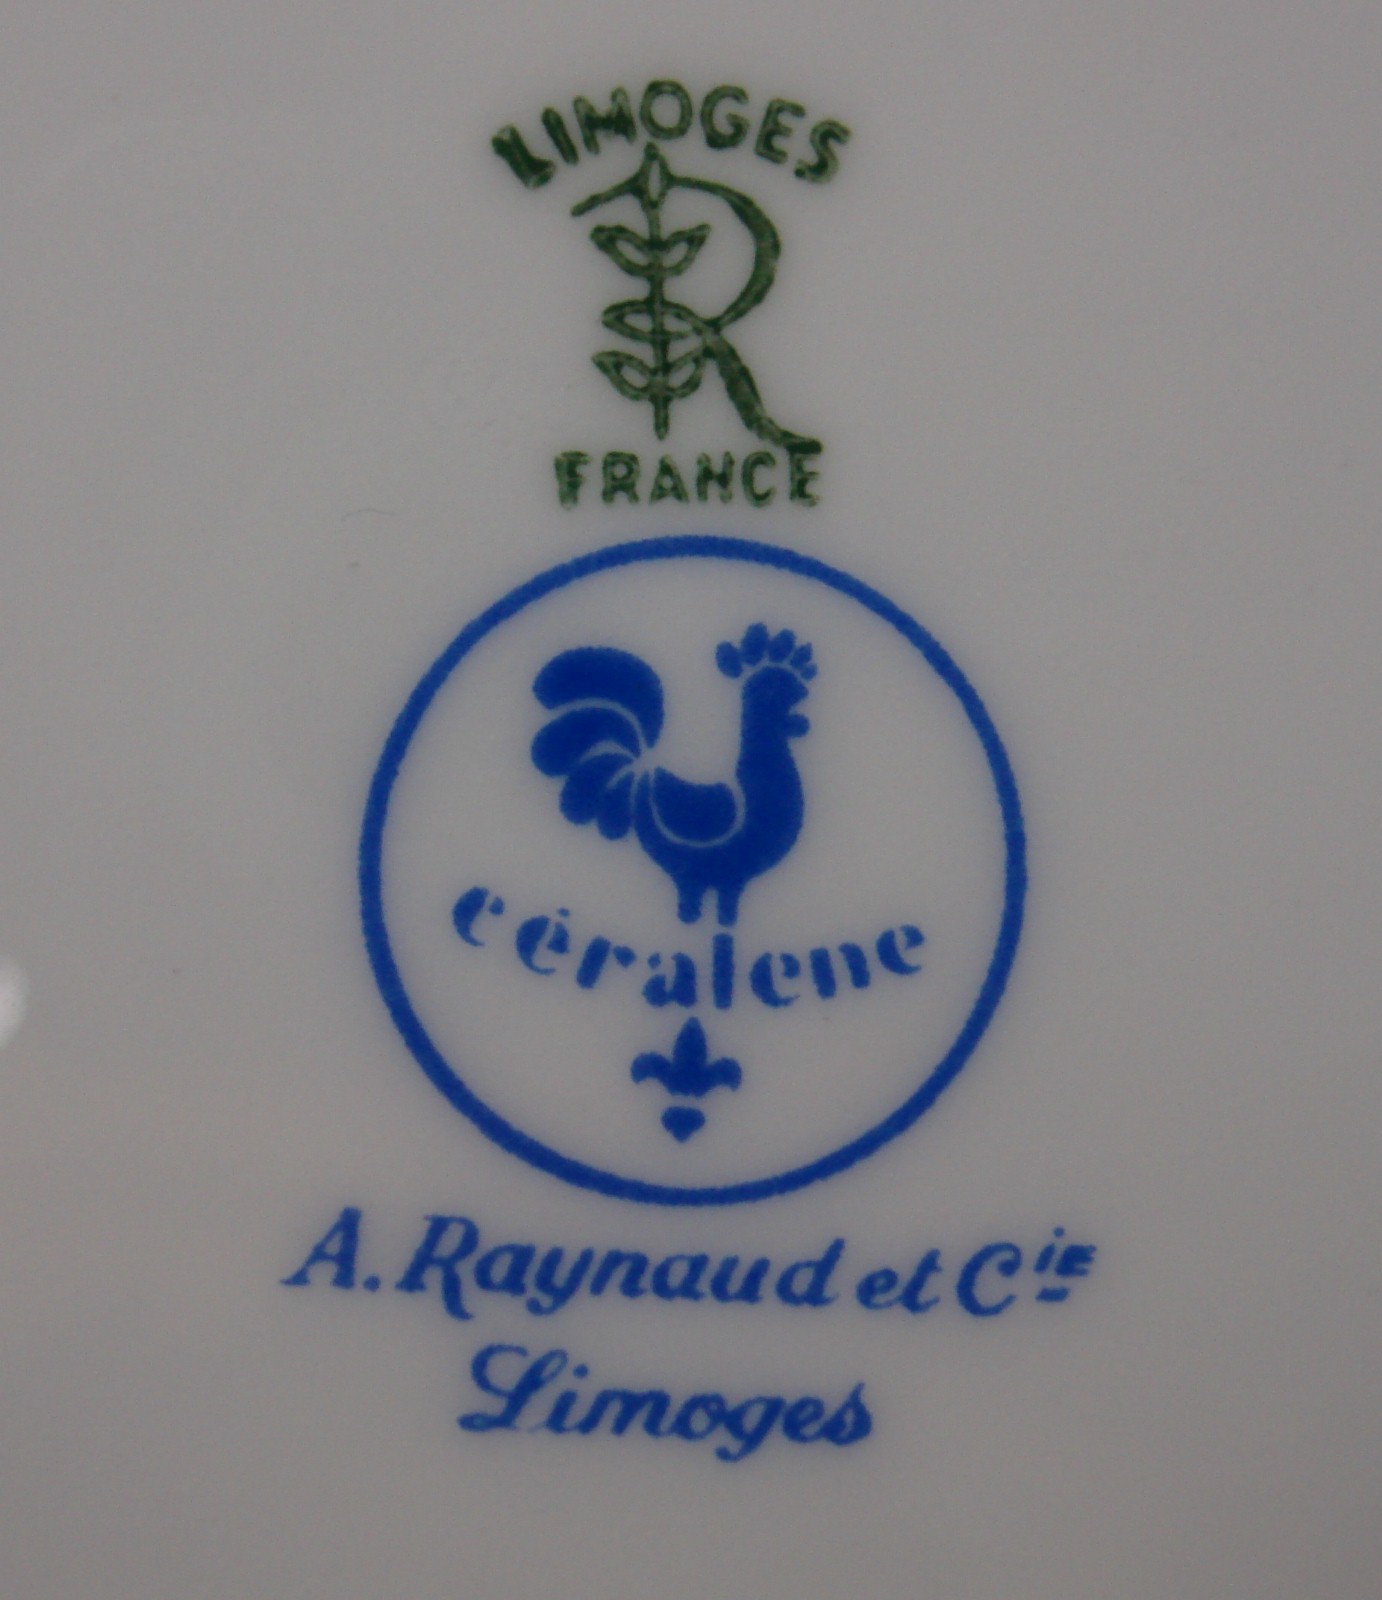 LIMOGES
R
FRANCE
céralene
A. Raynaud et Cie
Limoges